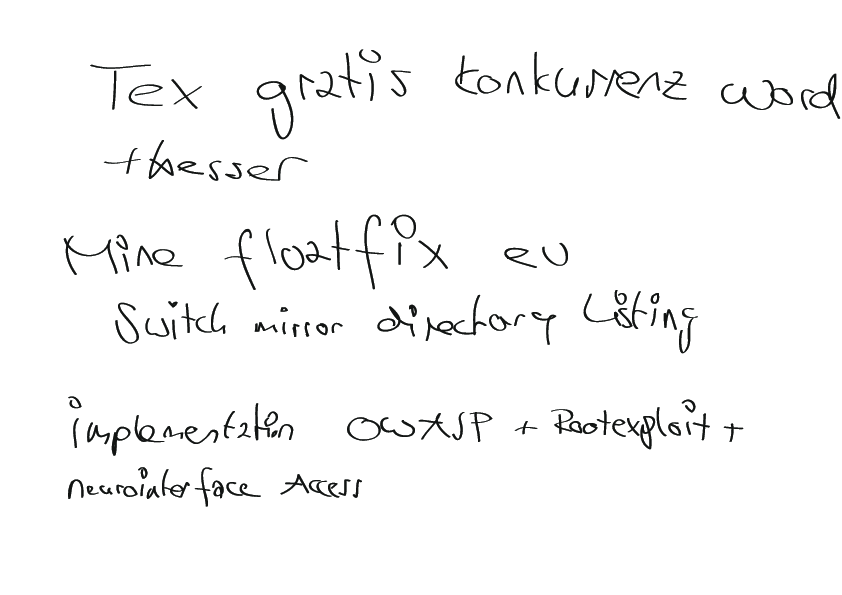 Tex gratis konkurrenz word
+besser
Mine floatfix eu
Switch mirror directory Listing
implementation OWASP + Rootexploit +
neurointerface Access